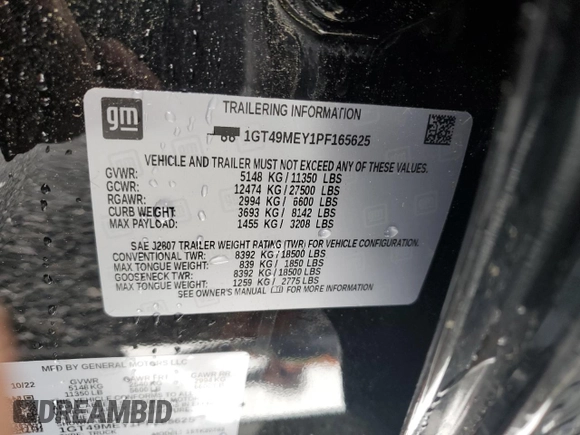 gm
TRAILERING INFORMATION
1GT49MEY1PF165625
VEHICLE AND TRAILER MUST NOT EXCEED ANY OF THESE VALUES.
GVWR: 5148 KG/11350 LBS
GCWR: 12474 KG/27500 LBS
RGAWR: 2994 KG/ 6600 LBS
CURB WEIGHT: 3693 KG/ 8142 LBS
MAX PAYLOAD: 1455 KG/ 3208 LBS
SAE J2807 TRAILER WEIGHT RATING (TWR) FOR VEHICLE CONFIGURATION.
CONVENTIONAL TWR: 8392 KG/18500 LBS
MAX TONGUE WEIGHT: 839 KG/ 1850 LBS
GOOSENECK TWR: 8392 KG/18500 LBS
MAX TONGUE WEIGHT: 1259 KG/ 2775 LBS
SEE OWNER'S MANUAL FOR MORE INFORMATION
MFD BY GENERAL MOTORS LLC
10/22 GVWR GAWR RR
5148 KG
11350 LB
1GT49MEY1PF165625
DREAMBID